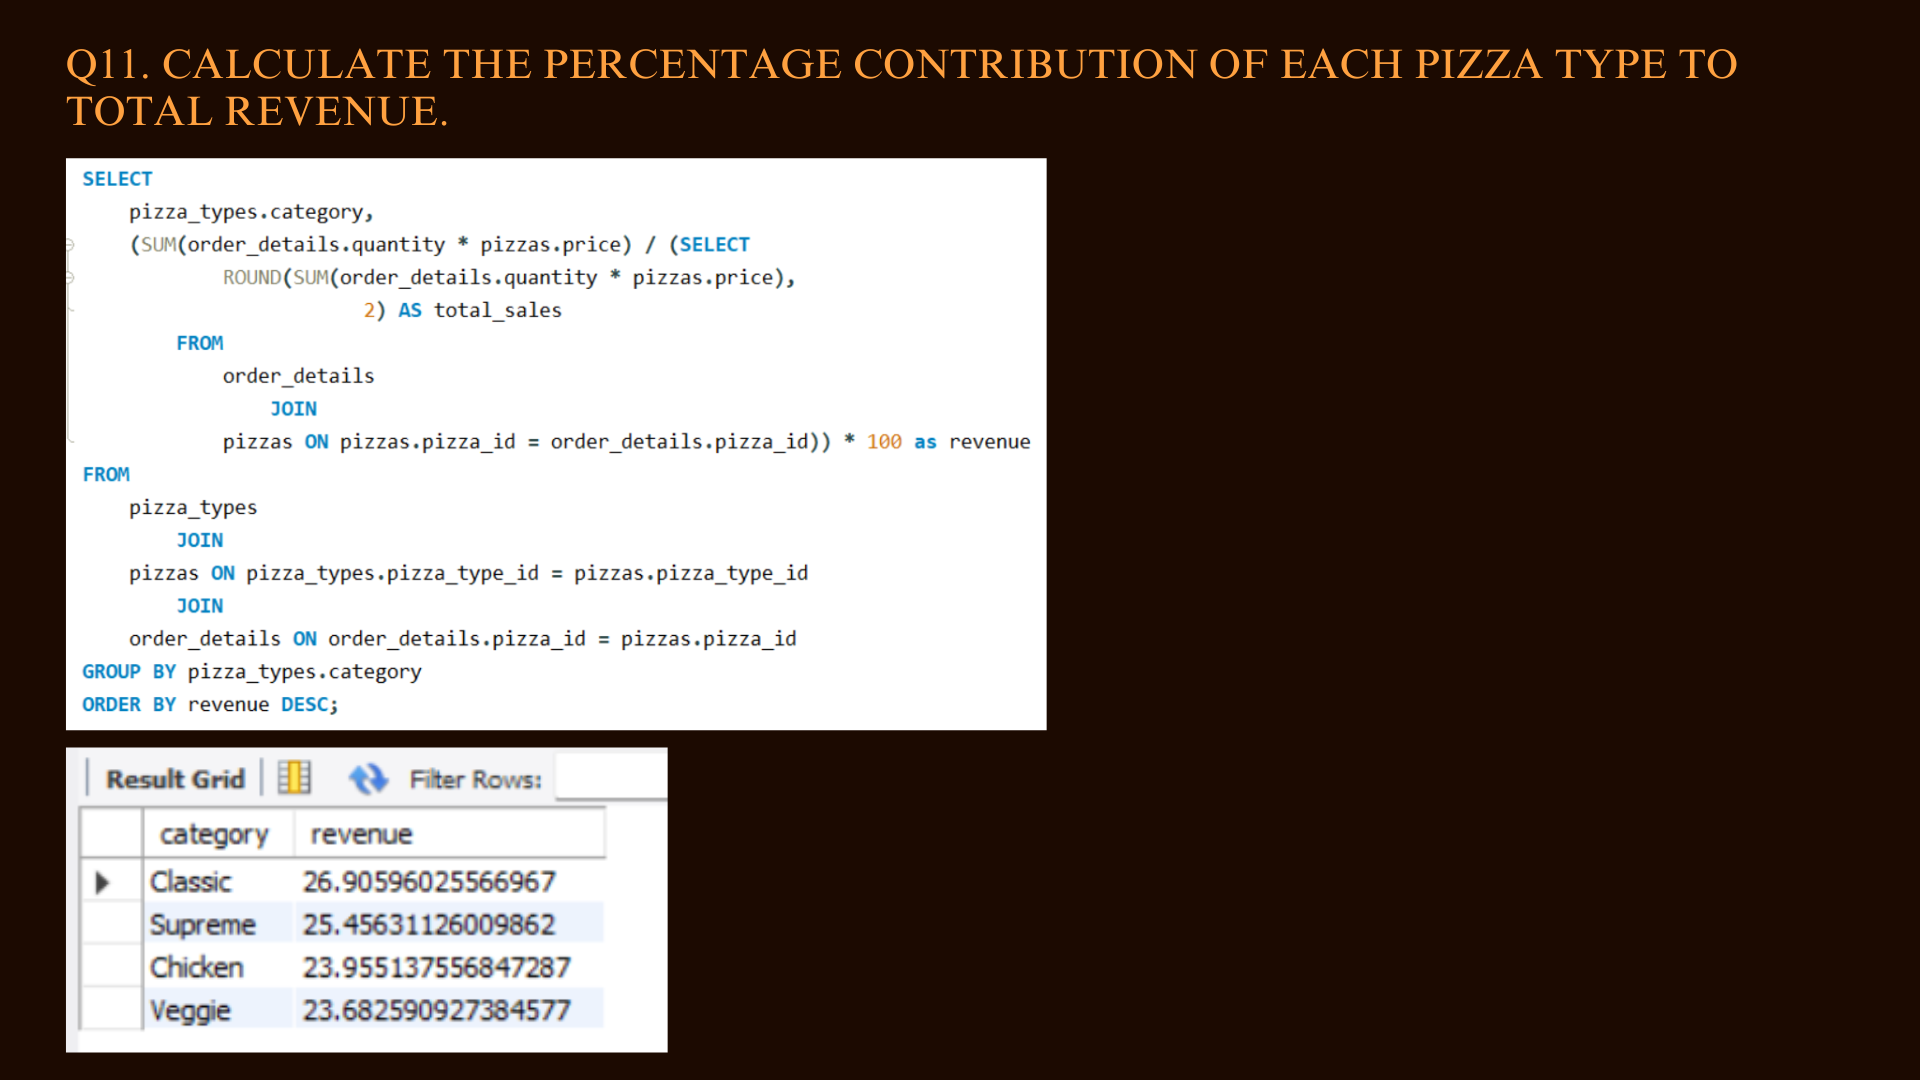 Q11. CALCULATE THE PERCENTAGE CONTRIBUTION OF EACH PIZZA TYPE TO
TOTAL REVENUE.
SELECT
pizza_types.category,
(SUM(order_details.quantity * pizzas.price) / (SELECT
ROUND(SUM(order_details.quantity * pizzas.price),
2) AS total_sales
FROM
order_details
JOIN
pizzas ON pizzas.pizza_id = order_details.pizza_id)) * 100 as revenue
FROM
pizza_types
JOIN
pizzas ON pizza_types.pizza_type_id = pizzas.pizza_type_id
JOIN
order_details ON order_details.pizza_id = pizzas.pizza_id
GROUP BY pizza_types.category
ORDER BY revenue DESC;
Result Grid Filter Rows:
category revenue
Classic 26.90596025566967
Supreme 25.45631126009862
Chicken 23.955137556847287
Veggie 23.682590927384577